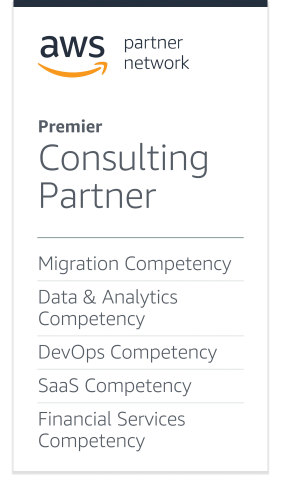 aws partner
network
Premier
Consulting
Partner
Migration Competency
Data & Analytics
Competency
DevOps Competency
SaaS Competency
Financial Services
Competency